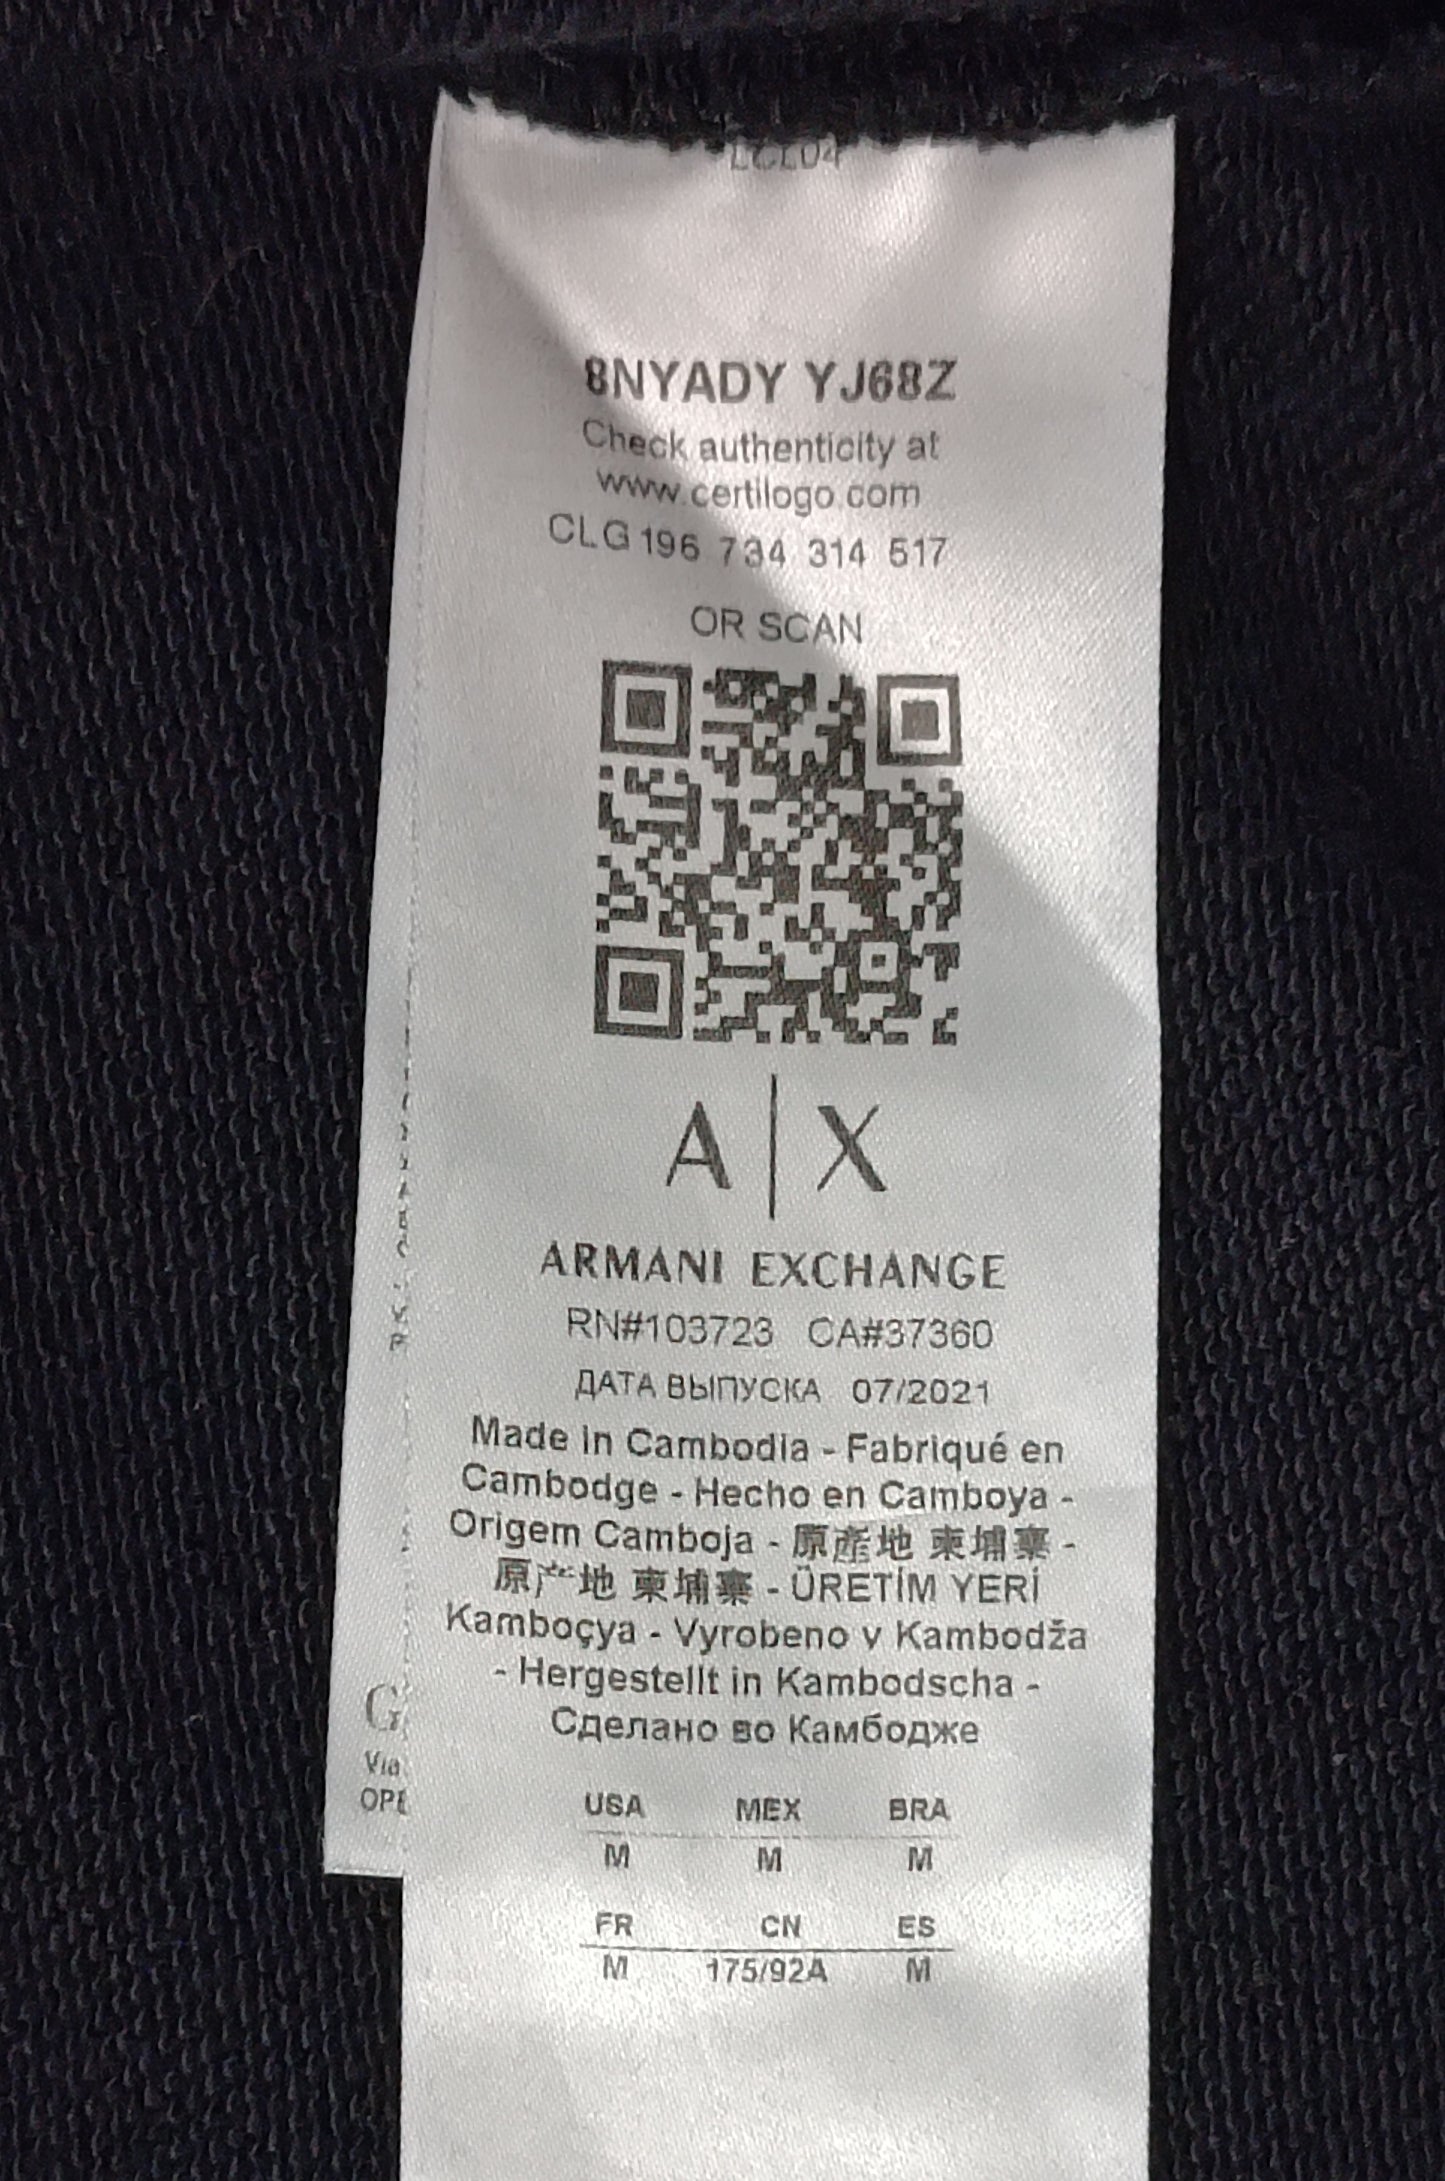 8NYADY YJ68Z
Check authenticity at
www.certilogo.com
CLG 196 734 314 517
OR SCAN
A|X
ARMANI EXCHANGE
RN#103723 CA#37360
ДАТА ВЫПУСКА 07/2021
Made in Cambodia - Fabriqué en
Cambodge - Hecho en Camboya -
Origem Camboja - 原產地 柬埔寨 -
原产地 柬埔寨 - ÜRETİM YERİ
Kamboçya - Vyrobeno v Kambodža
- Hergestellt in Kambodscha -
Сделано во Камбодже
USA MEX BRA
M M M
FR CN ES
M 175/92A M
Via